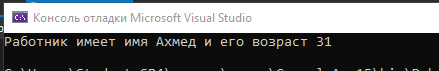 Консоль отладки Microsoft Visual Studio
Работник имеет имя Ахмед и его возраст 31